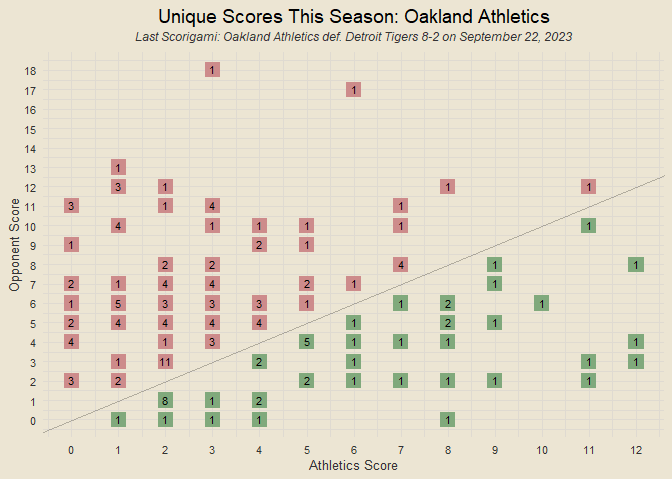 Unique Scores This Season: Oakland Athletics
Last Scorigami: Oakland Athletics def. Detroit Tigers 8-2 on September 22, 2023
18 1
17 1
16
15
14
13 1
12 3 1 1 1
11 3 1 4 1
10 4 1 1 1 1 1
9 1 2 1
8 2 2 4 1 1
7 2 1 4 4 2 1 1
6 1 5 3 3 3 1 1 2 1
5 2 4 4 4 4 1 2 1
4 4 1 3 5 1 1 1 1
3 1 11 2 1 1 1
2 3 2 2 1 1 1 1 1
1 8 1 2
0 1 1 1 1 1
0 1 2 3 4 5 6 7 8 9 10 11 12
Athletics Score
Opponent Score